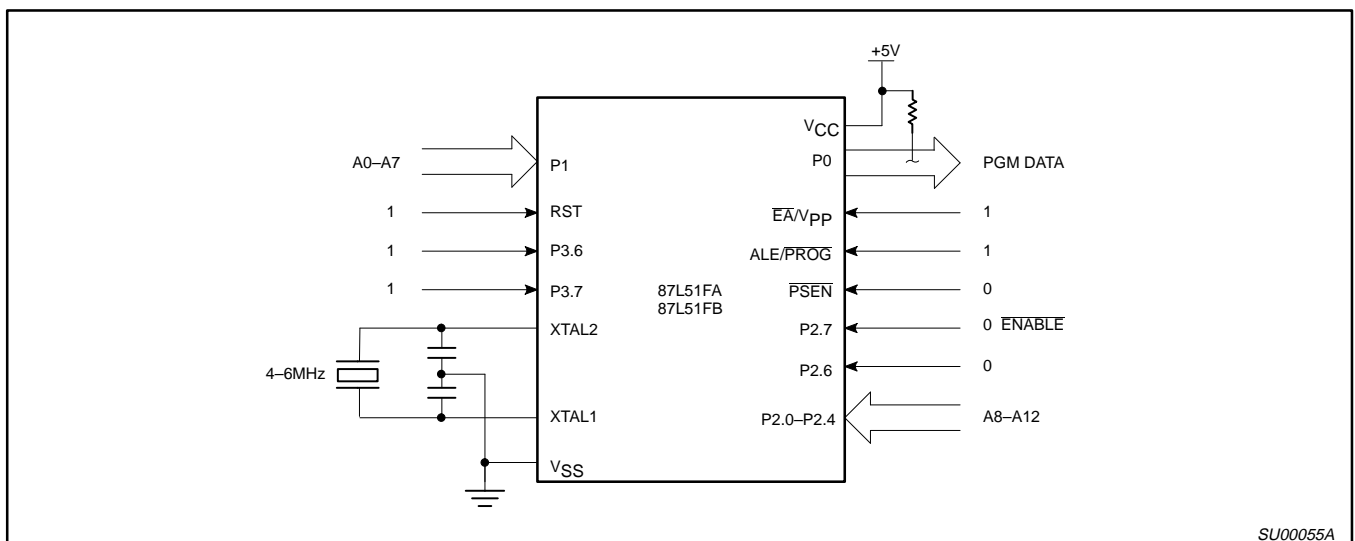 +5V
VCC
A0–A7
P1
P0
PGM DATA
1
RST
EA/VPP
1
1
P3.6
ALE/PROG
1
1
P3.7
87L51FA
87L51FB
PSEN
0
XTAL2
P2.7
0 ENABLE
4–6MHz
P2.6
0
XTAL1
P2.0–P2.4
A8–A12
VSS
SU00055A